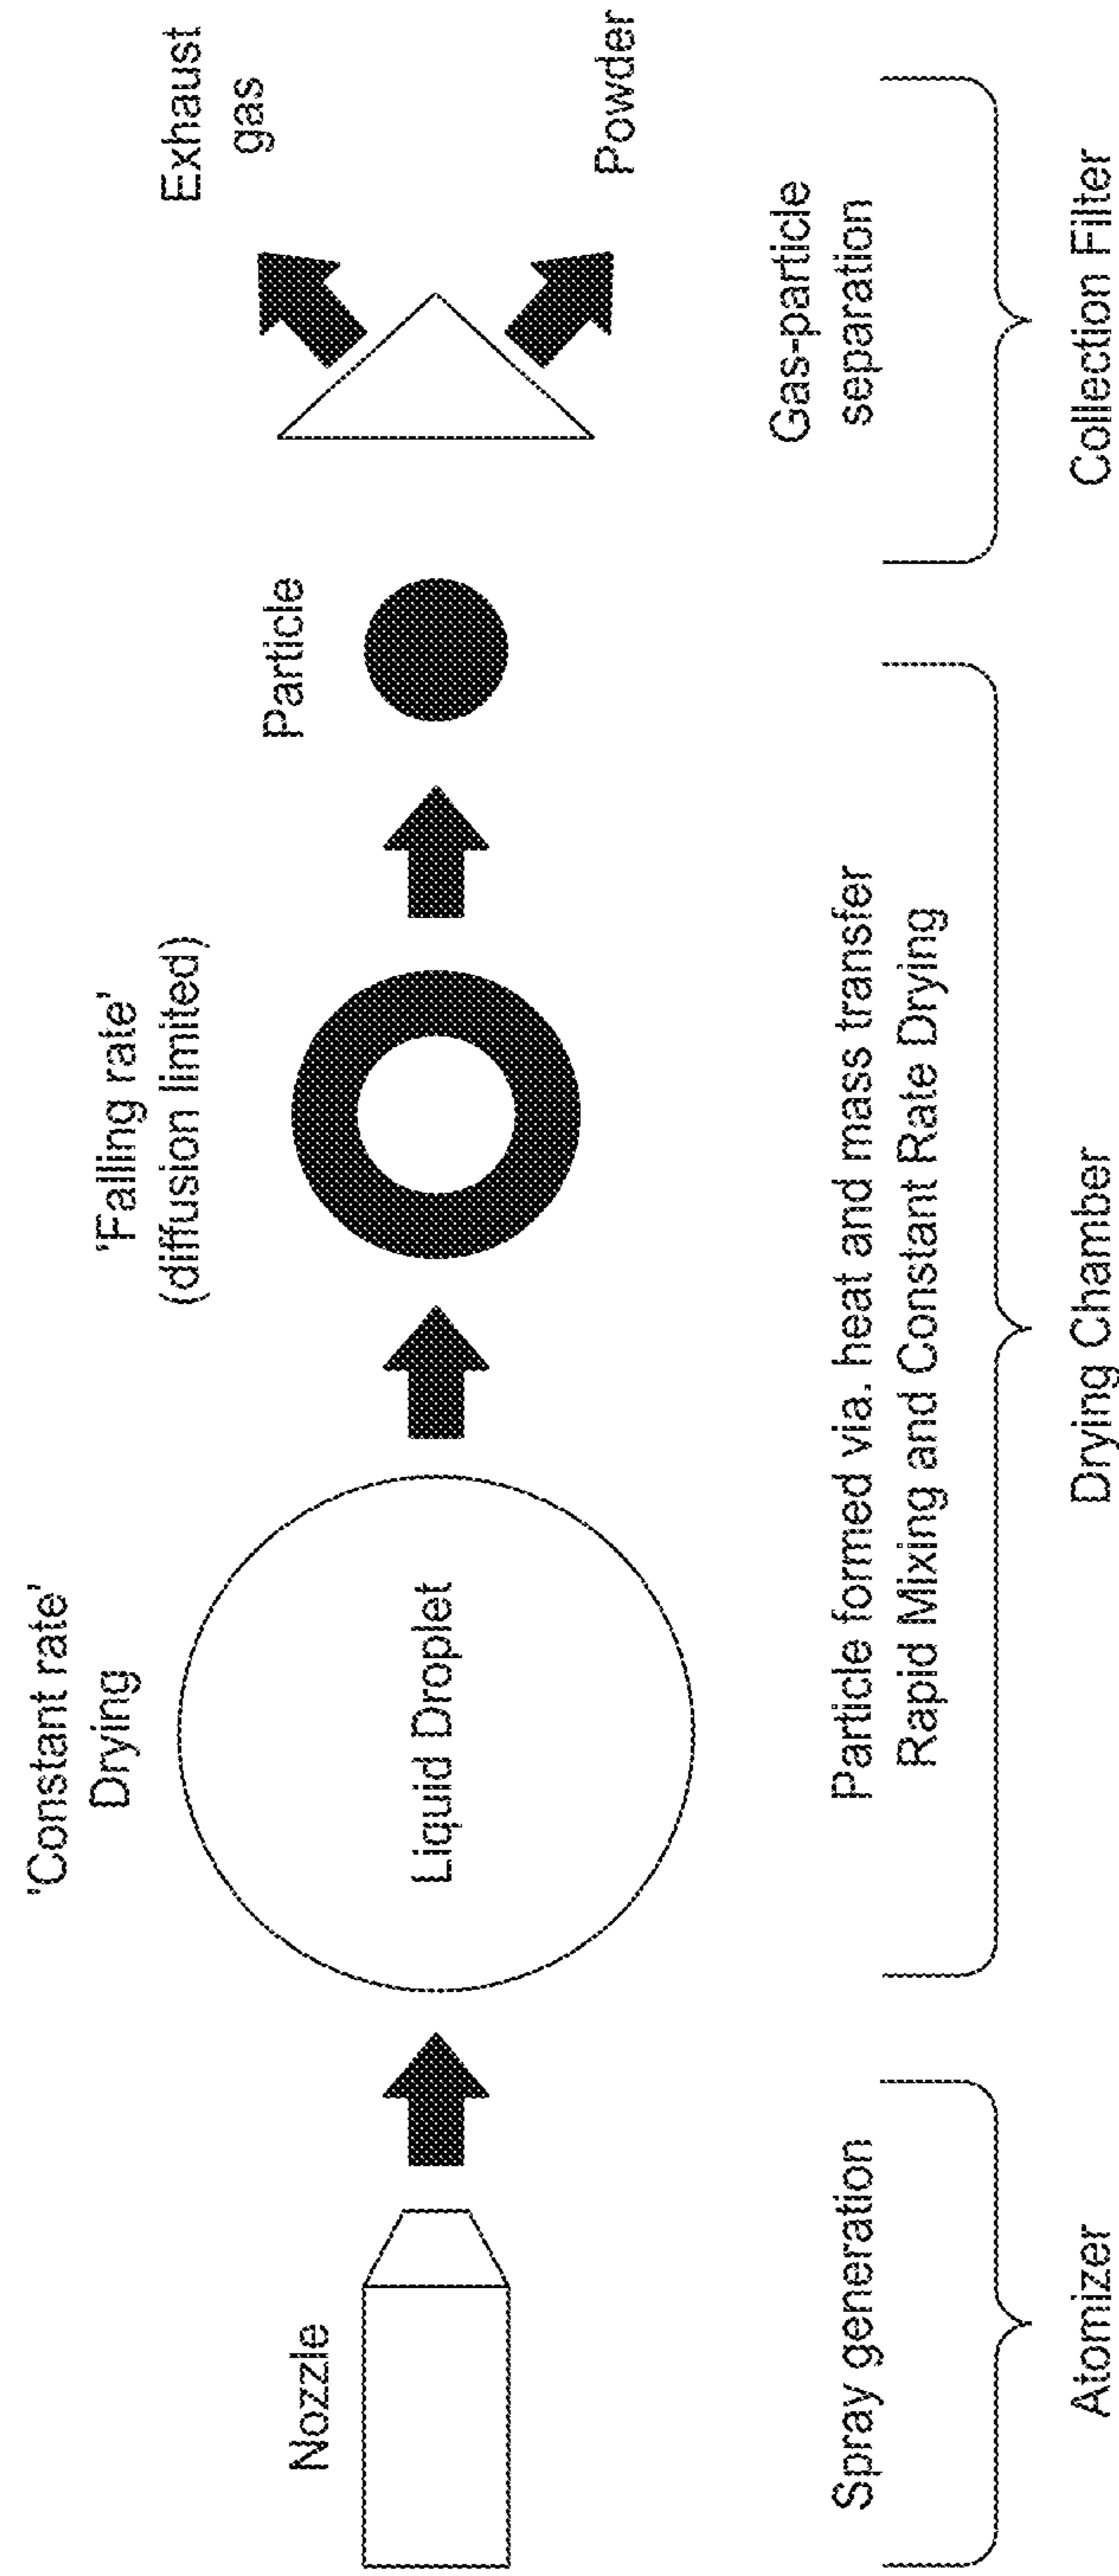 Nozzle
'Constant rate'
Drying
Liquid Droplet
'Falling rate'
(diffusion limited)
Particle
Exhaust
gas
Powder
Spray generation
Particle formed via. heat and mass transfer
Rapid Mixing and Constant Rate Drying
Gas-particle
separation
Atomizer
Drying Chamber
Collection Filter